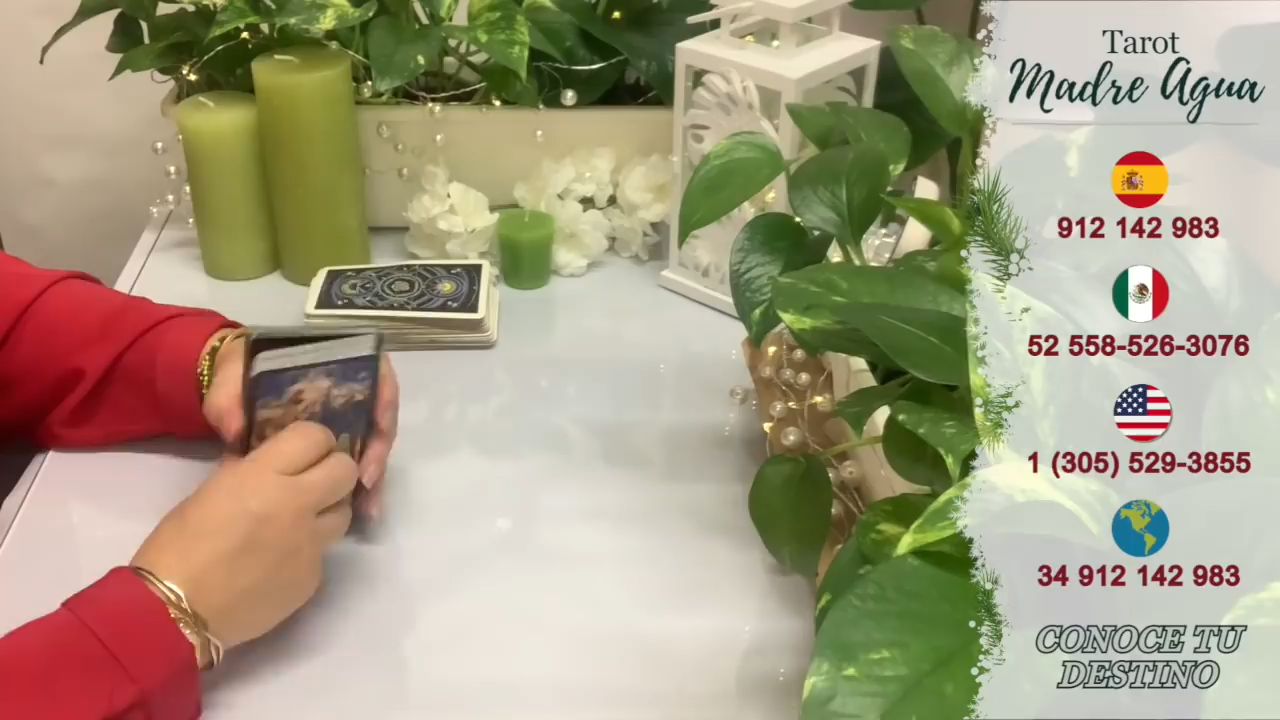 Tarot
Madre Agua
912 142 983
52 558-526-3076
1 (305) 529-3855
34 912 142 983
CONOCE TU
DESTINO